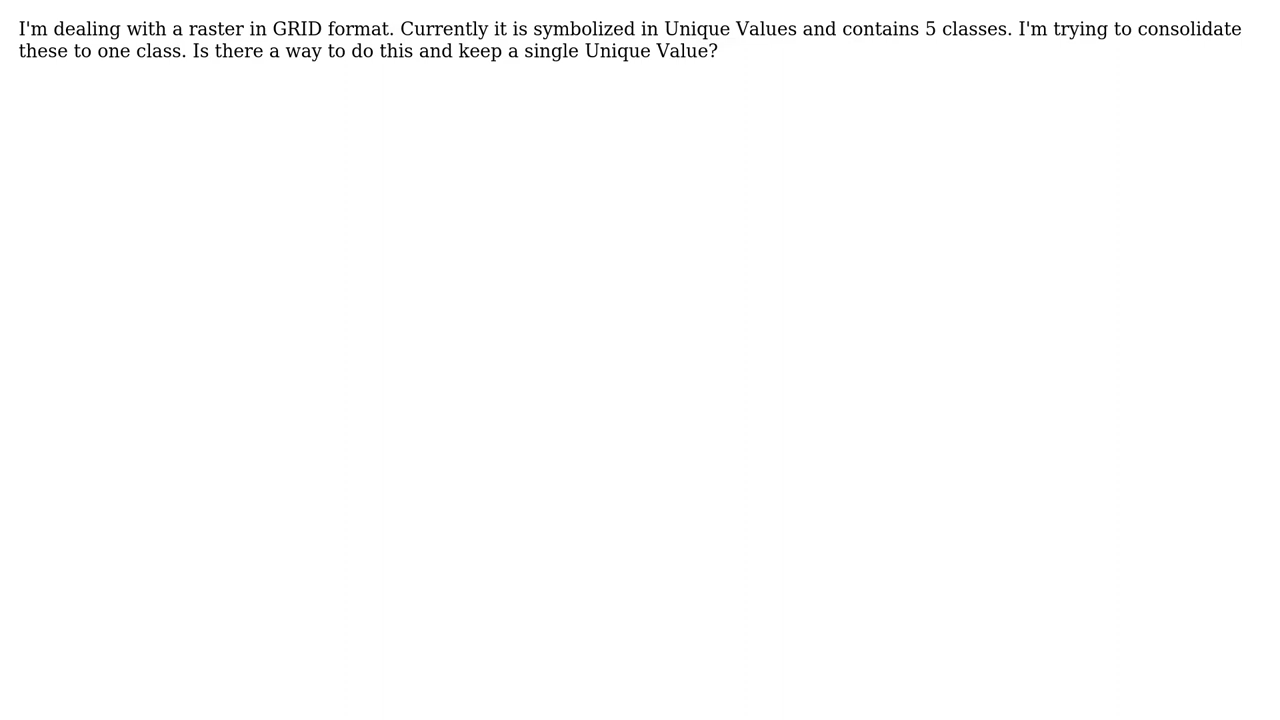 I'm dealing with a raster in GRID format. Currently it is symbolized in Unique Values and contains 5 classes. I'm trying to consolidate
these to one class. Is there a way to do this and keep a single Unique Value?